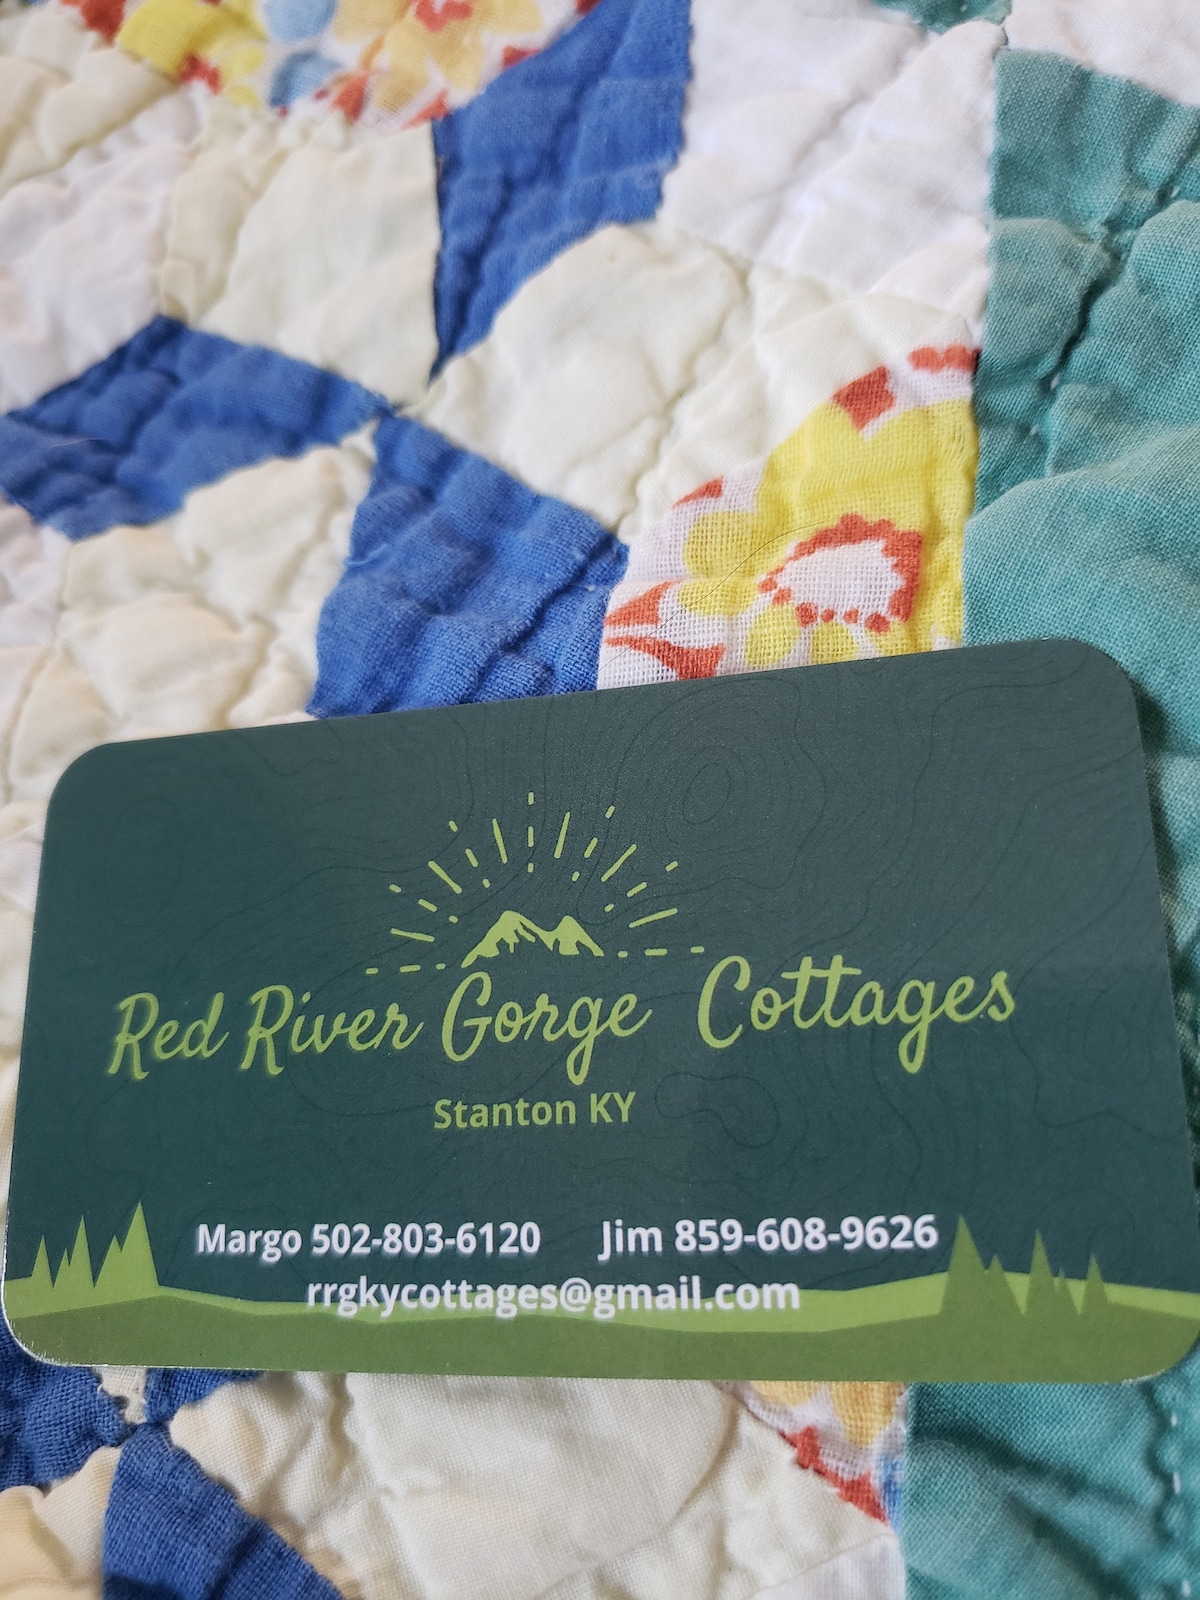 Red River Gorge Cottages
Stanton KY
Margo 502-803-6120 Jim 859-608-9626
rrgkycottages@gmail.com